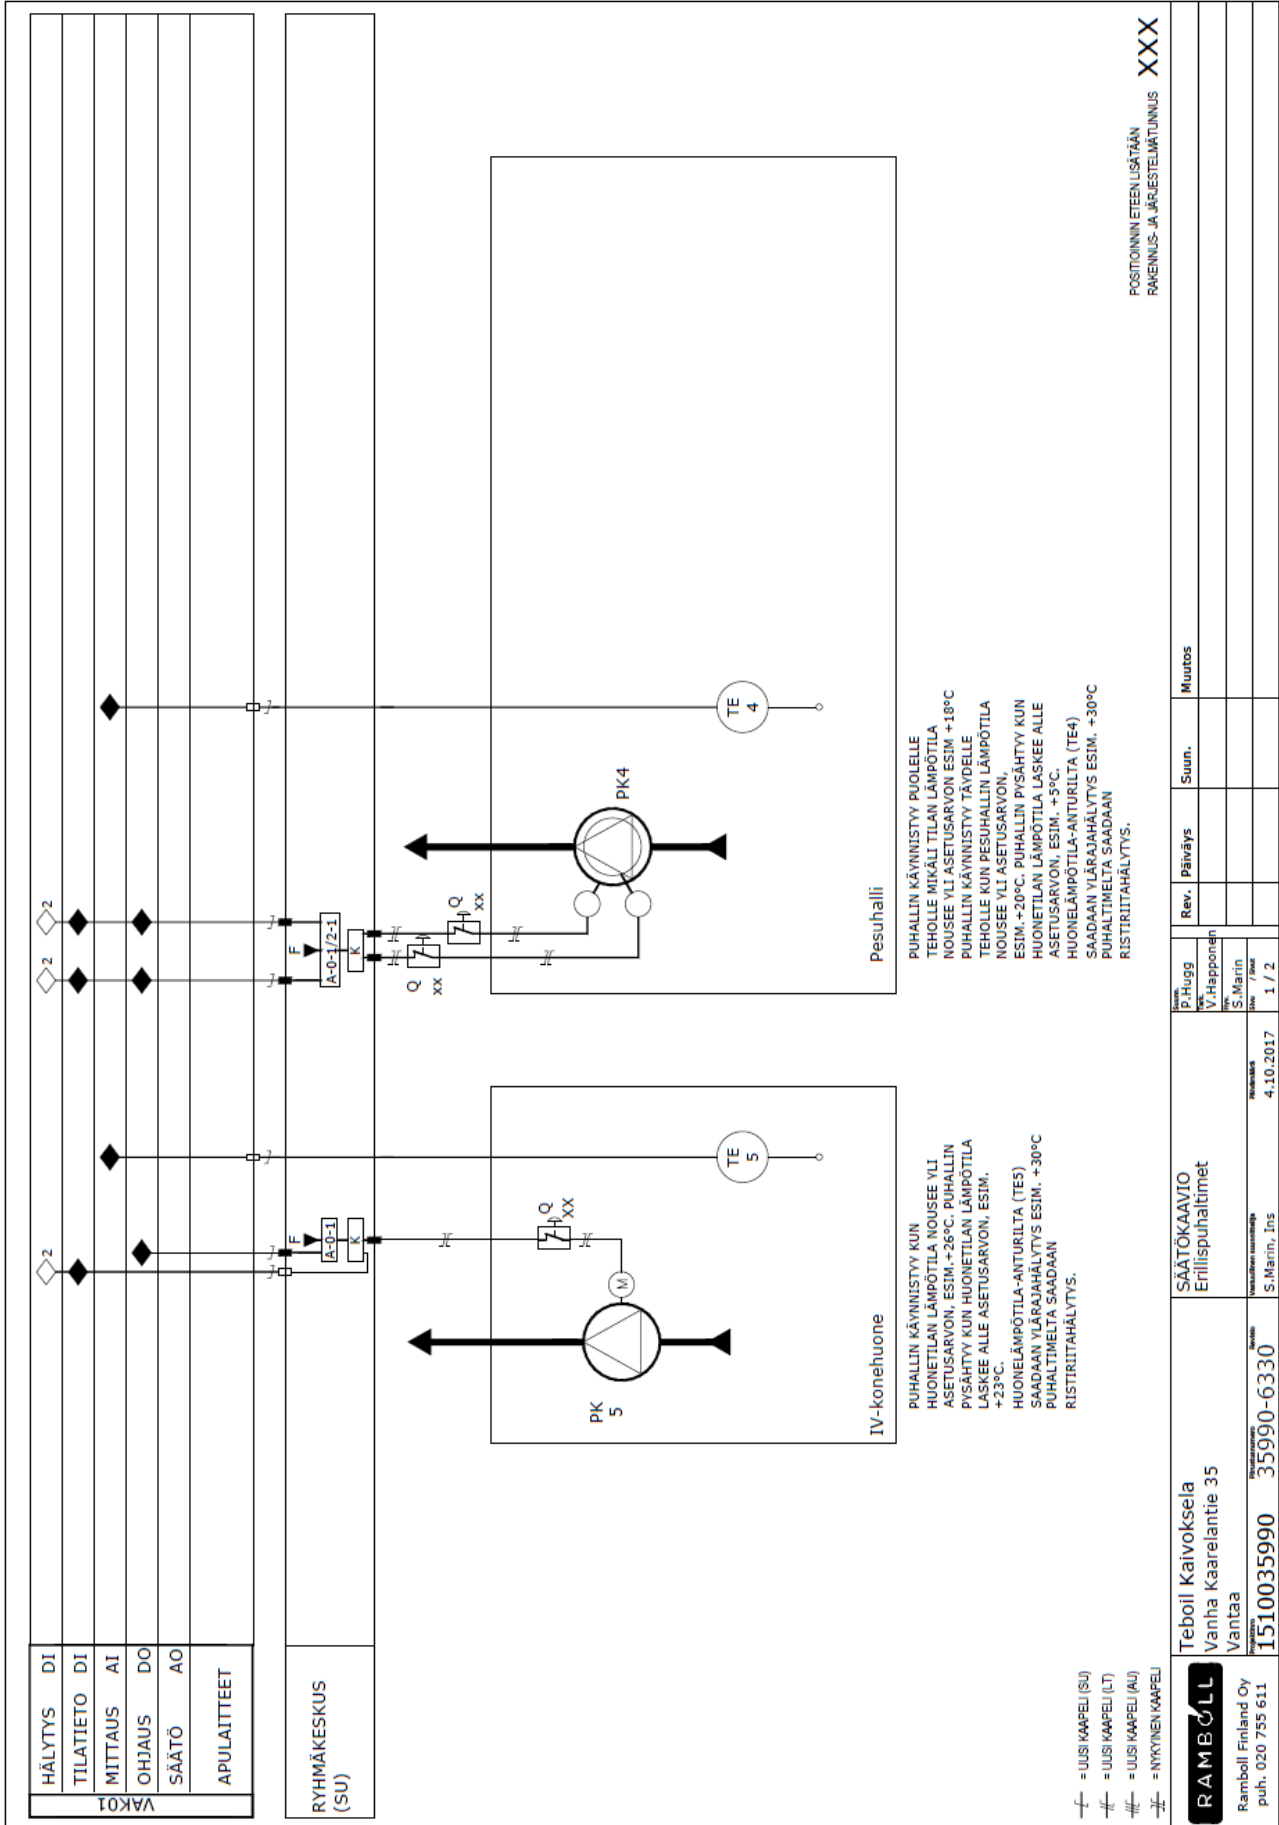 VAK01
HÄLYTYS DI
TILATIETO DI
MITTAUS AI
OHJAUS DO
SÄÄTÖ AO
APULAITTEET
2
2
2
RYHMÄKESKUS
(SU)
F
A-0-1
K
F
A-0-1/2-1
K
Q
XX
Q
XX
Q
XX
PK
5
M
TE
5
IV-konehuone
PK4
TE
4
Pesuhalli
PUHALLIN KÄYNNISTYY KUN
HUONETILAN LÄMPÖTILA NOUSEE YLI
ASETUSARVON, ESIM.+26°C. PUHALLIN
PYSÄHTYY KUN HUONETILAN LÄMPÖTILA
LASKEE ALLE ASETUSARVON, ESIM.
+23°C.
HUONELÄMPÖTILA-ANTURILTA (TE5)
SAADAAN YLÄRAJAHÄLYTYS ESIM. +30°C
PUHALTIMELTA SAADAAN
RISTIRIITAHÄLYTYS.
PUHALLIN KÄYNNISTYY PUOLELLE
TEHOLLE MIKÄLI TILAN LÄMPÖTILA
NOUSEE YLI ASETUSARVON ESIM +18°C
PUHALLIN KÄYNNISTYY TÄYDELLE
TEHOLLE KUN PESUHALLIN LÄMPÖTILA
NOUSEE YLI ASETUSARVON,
ESIM.+20°C. PUHALLIN PYSÄHTYY KUN
HUONETILAN LÄMPÖTILA LASKEE ALLE
ASETUSARVON, ESIM. +5°C.
HUONELÄMPÖTILA-ANTURILTA (TE4)
SAADAAN YLÄRAJAHÄLYTYS ESIM. +30°C
PUHALTIMELTA SAADAAN
RISTIRIITAHÄLYTYS.
POSITIOINNIN ETEEN LISÄTÄÄN
RAKENNUS- JA JÄRJESTELMÄTUNNUS XXX
= UUSI KAAPELI (SU)
= UUSI KAAPELI (LT)
= UUSI KAAPELI (AU)
= NYKYINEN KAAPELI
RAMBOLL
Ramboll Finland Oy
puh. 020 755 611
Teboil Kaivoksela
Vanha Kaarelantie 35
Vantaa
1510035990
35990-6330
SÄÄTÖKAAVIO
Erillispuhaltimet
S.Marin, Ins
4.10.2017
P.Hugg
V.Happonen
S.Marin
1 / 2
Rev.
Päiväys
Suun.
Muutos